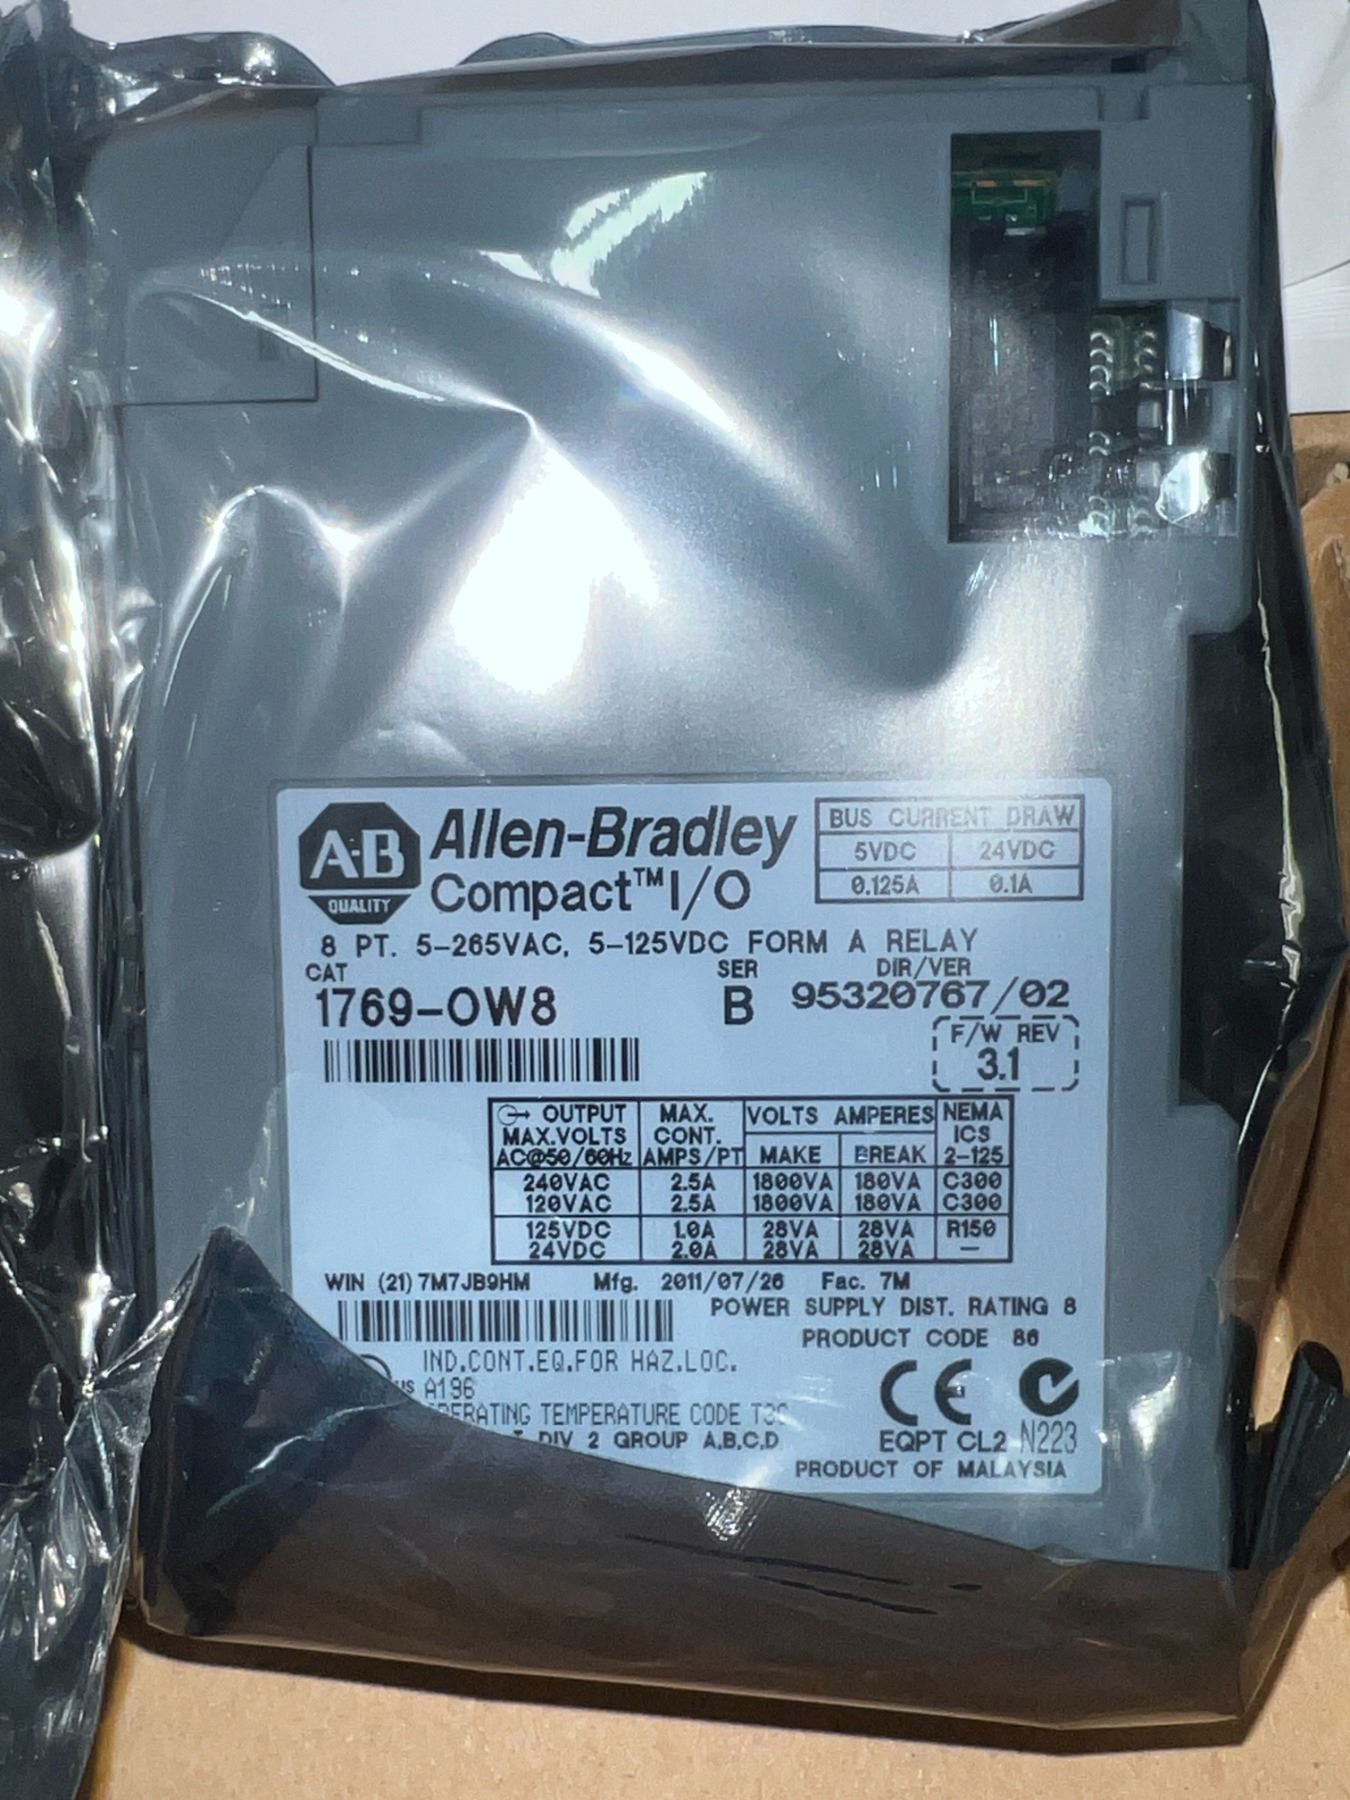 A-B
QUALITY
Allen-Bradley
Compact™ I/O
BUS CURRENT DRAW
5VDC 24VDC
0.125A 0.1A
8 PT. 5-265VAC, 5-125VDC FORM A RELAY
CAT SER DIR/VER
1769-OW8 B 95320767/02
F/W REV
3.1
OUTPUT MAX.VOLTS AC@50/60Hz MAX. CONT. AMPS/PT VOLTS AMPERES MAKE BREAK NEMA ICS 2-125
240VAC 2.5A 1800VA 180VA C300
120VAC 2.5A 1800VA 180VA C300
125VDC 1.0A 28VA 28VA R150
24VDC 2.0A 28VA 28VA —
WIN (21) 7M7JB9HM Mfg. 2011/07/26 Fac. 7M
POWER SUPPLY DIST. RATING 8
PRODUCT CODE 86
IND.CONT.EQ.FOR HAZ.LOC.
US A196
OPERATING TEMPERATURE CODE T3C
DIV 2 GROUP A,B,C,D
CE
EQPT CL2 N223
PRODUCT OF MALAYSIA